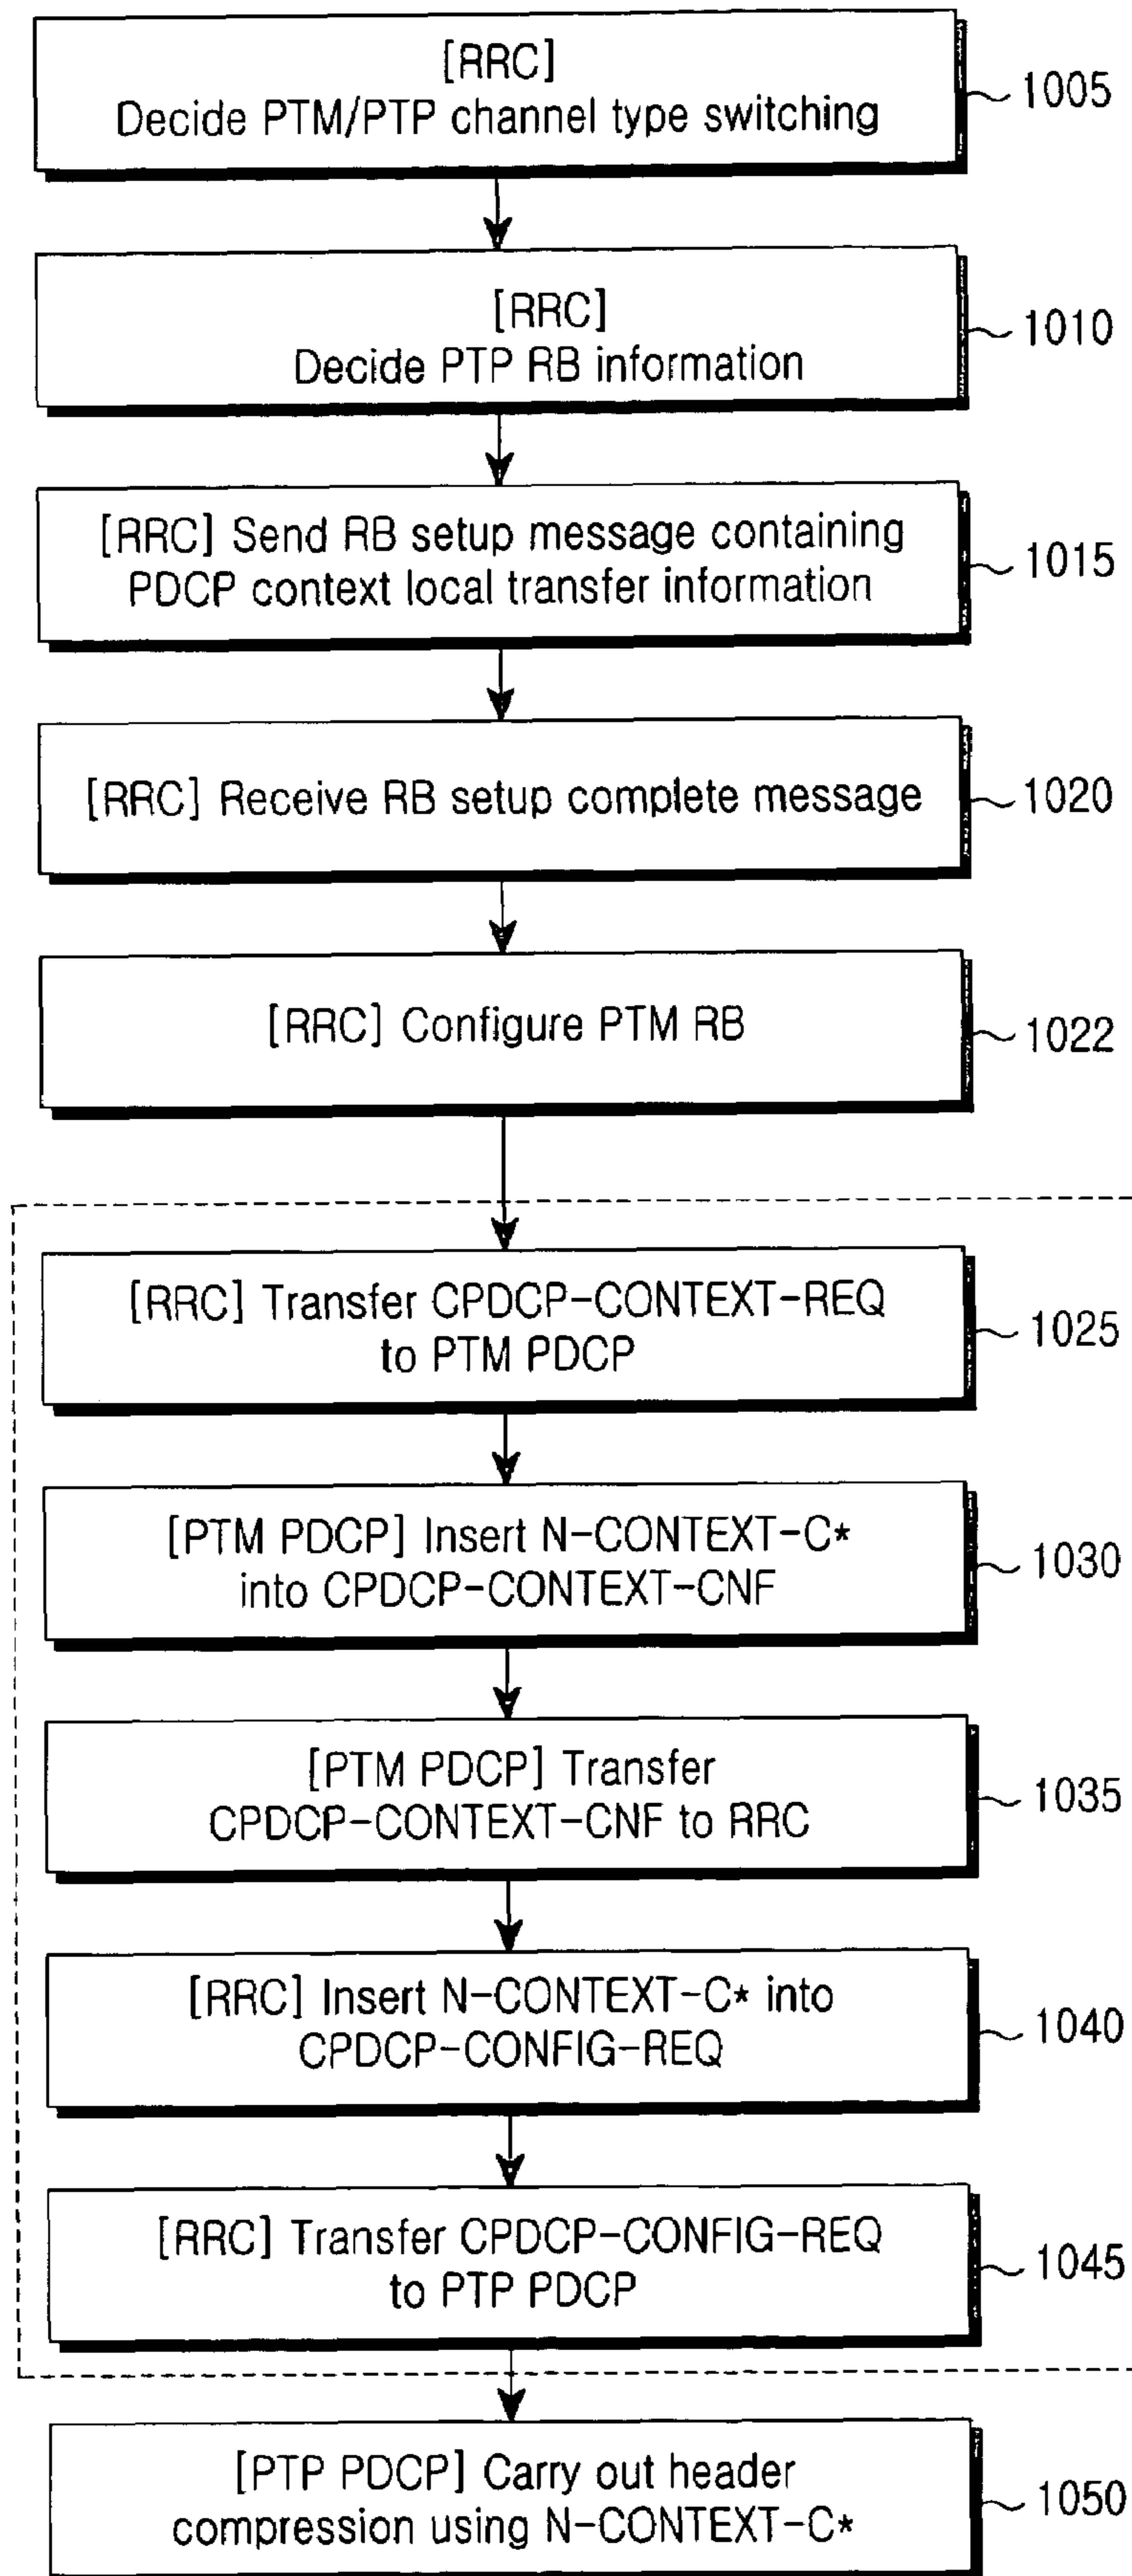 [RRC]
Decide PTM/PTP channel type switching
1005
[RRC]
Decide PTP RB information
1010
[RRC] Send RB setup message containing
PDCP context local transfer information
1015
[RRC] Receive RB setup complete message
1020
[RRC] Configure PTM RB
1022
[RRC] Transfer CPDCP-CONTEXT-REQ
to PTM PDCP
1025
[PTM PDCP] Insert N-CONTEXT-C*
into CPDCP-CONTEXT-CNF
1030
[PTM PDCP] Transfer
CPDCP-CONTEXT-CNF to RRC
1035
[RRC] Insert N-CONTEXT-C* into
CPDCP-CONFIG-REQ
1040
[RRC] Transfer CPDCP-CONFIG-REQ
to PTP PDCP
1045
[PTP PDCP] Carry out header
compression using N-CONTEXT-C*
1050